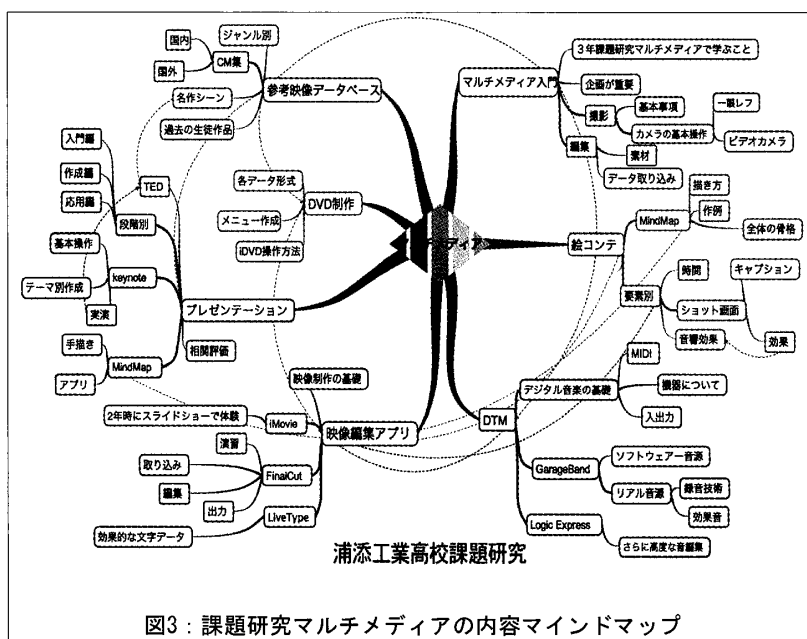 国内
国外
CM集
ジャンル別
名作シーン
過去の生徒作品
参考映像データベース
各データ形式
メニュー作成
iDVD操作方法
DVD制作
入門編
作成編
応用編
段階別
TED
基本操作
テーマ別作成
実演
keynote
手描き
アプリ
MindMap
相関評価
プレゼンテーション
映像制作の基礎
2年時にスライドショーで体験
iMovie
演習
取り込み
編集
出力
FinalCut
効果的な文字データ
LiveType
映像編集アプリ
マルチメディア入門
3年課題研究マルチメディアで学ぶこと
企画が重要
撮影
基本事項
カメラの基本操作
一眼レフ
ビデオカメラ
編集
素材
データ取り込み
絵コンテ
MindMap
描き方
作例
全体の骨格
要素別
時間
ショット画面
キャプション
効果
音響効果
DTM
デジタル音楽の基礎
MIDI
機器について
入出力
GarageBand
ソフトウェアー音源
リアル音源
録音技術
効果音
Logic Express
さらに高度な音編集
メディア
浦添工業高校課題研究
図3：課題研究マルチメディアの内容マインドマップ